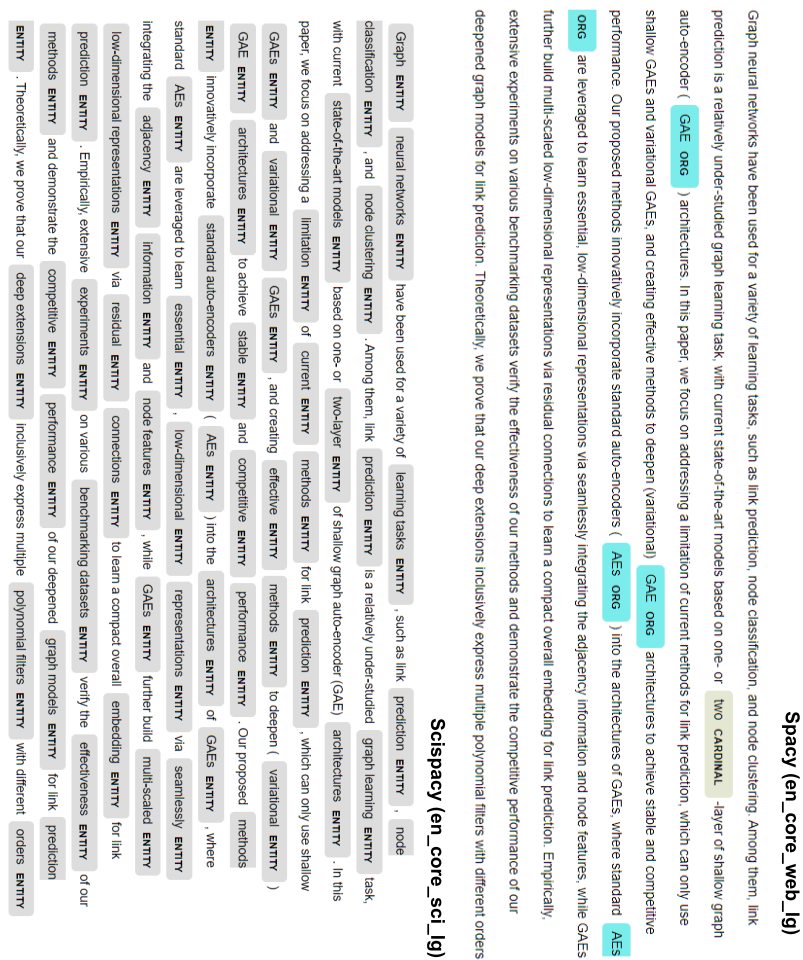 Spacy (en_core_web_lg)
Graph neural networks have been used for a variety of learning tasks, such as link prediction, node classification, and node clustering. Among them, link
prediction is a relatively under-studied graph learning task, with current state-of-the-art models based on one- or two CARDINAL -layer of shallow graph
auto-encoder ( GAE ORG ) architectures. In this paper, we focus on addressing a limitation of current methods for link prediction, which can only use
shallow GAEs and variational GAEs, and creating effective methods to deepen (variational) GAE ORG architectures to achieve stable and competitive
performance. Our proposed methods innovatively incorporate standard auto-encoders ( AEs ORG ) into the architectures of GAEs, where standard AEs
ORG are leveraged to learn essential, low-dimensional representations via seamlessly integrating the adjacency information and node features, while GAEs
further build multi-scaled low-dimensional representations via residual connections to learn a compact overall embedding for link prediction. Empirically,
extensive experiments on various benchmarking datasets verify the effectiveness of our methods and demonstrate the competitive performance of our
deepened graph models for link prediction. Theoretically, we prove that our deep extensions inclusively express multiple polynomial filters with different orders
Scispacy (en_core_sci_lg)
Graph ENTITY neural networks ENTITY have been used for a variety of learning tasks ENTITY , such as link prediction ENTITY , node
classification ENTITY , and node clustering ENTITY . Among them, link prediction ENTITY is a relatively under-studied graph learning ENTITY task,
with current state-of-the-art models ENTITY based on one- or two-layer ENTITY of shallow graph auto-encoder (GAE) architectures ENTITY . In this
paper, we focus on addressing a limitation ENTITY of current ENTITY methods ENTITY for link prediction ENTITY , which can only use shallow
GAEs ENTITY and variational ENTITY GAEs ENTITY , and creating effective ENTITY methods ENTITY to deepen ( variational ENTITY )
GAE ENTITY architectures ENTITY to achieve stable ENTITY and competitive ENTITY performance ENTITY . Our proposed methods
ENTITY innovatively incorporate standard auto-encoders ENTITY ( AEs ENTITY ) into the architectures ENTITY of GAEs ENTITY , where
standard AEs ENTITY are leveraged to learn essential ENTITY , low-dimensional ENTITY representations ENTITY via seamlessly ENTITY
integrating the adjacency ENTITY information ENTITY and node features ENTITY , while GAEs ENTITY further build multi-scaled ENTITY
low-dimensional representations ENTITY via residual ENTITY connections ENTITY to learn a compact overall embedding ENTITY for link
prediction ENTITY . Empirically, extensive experiments ENTITY on various benchmarking datasets ENTITY verify the effectiveness ENTITY of our
methods ENTITY and demonstrate the competitive ENTITY performance ENTITY of our deepened graph models ENTITY for link prediction
ENTITY . Theoretically, we prove that our deep extensions ENTITY inclusively express multiple polynomial filters ENTITY with different orders ENTITY